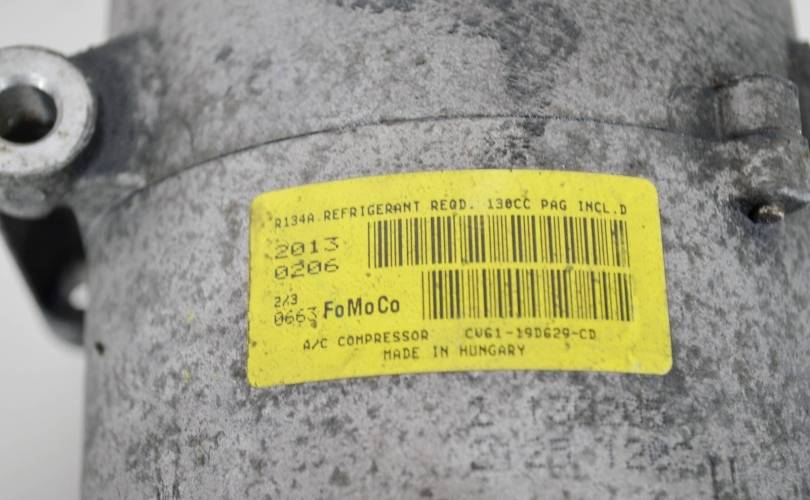 R134A.REFRIGERANT REQD. 130CC PAG INCL.D
2013
0206
2/3
0663 FoMoCo
A/C COMPRESSOR CV61-19D629-CD
MADE IN HUNGARY